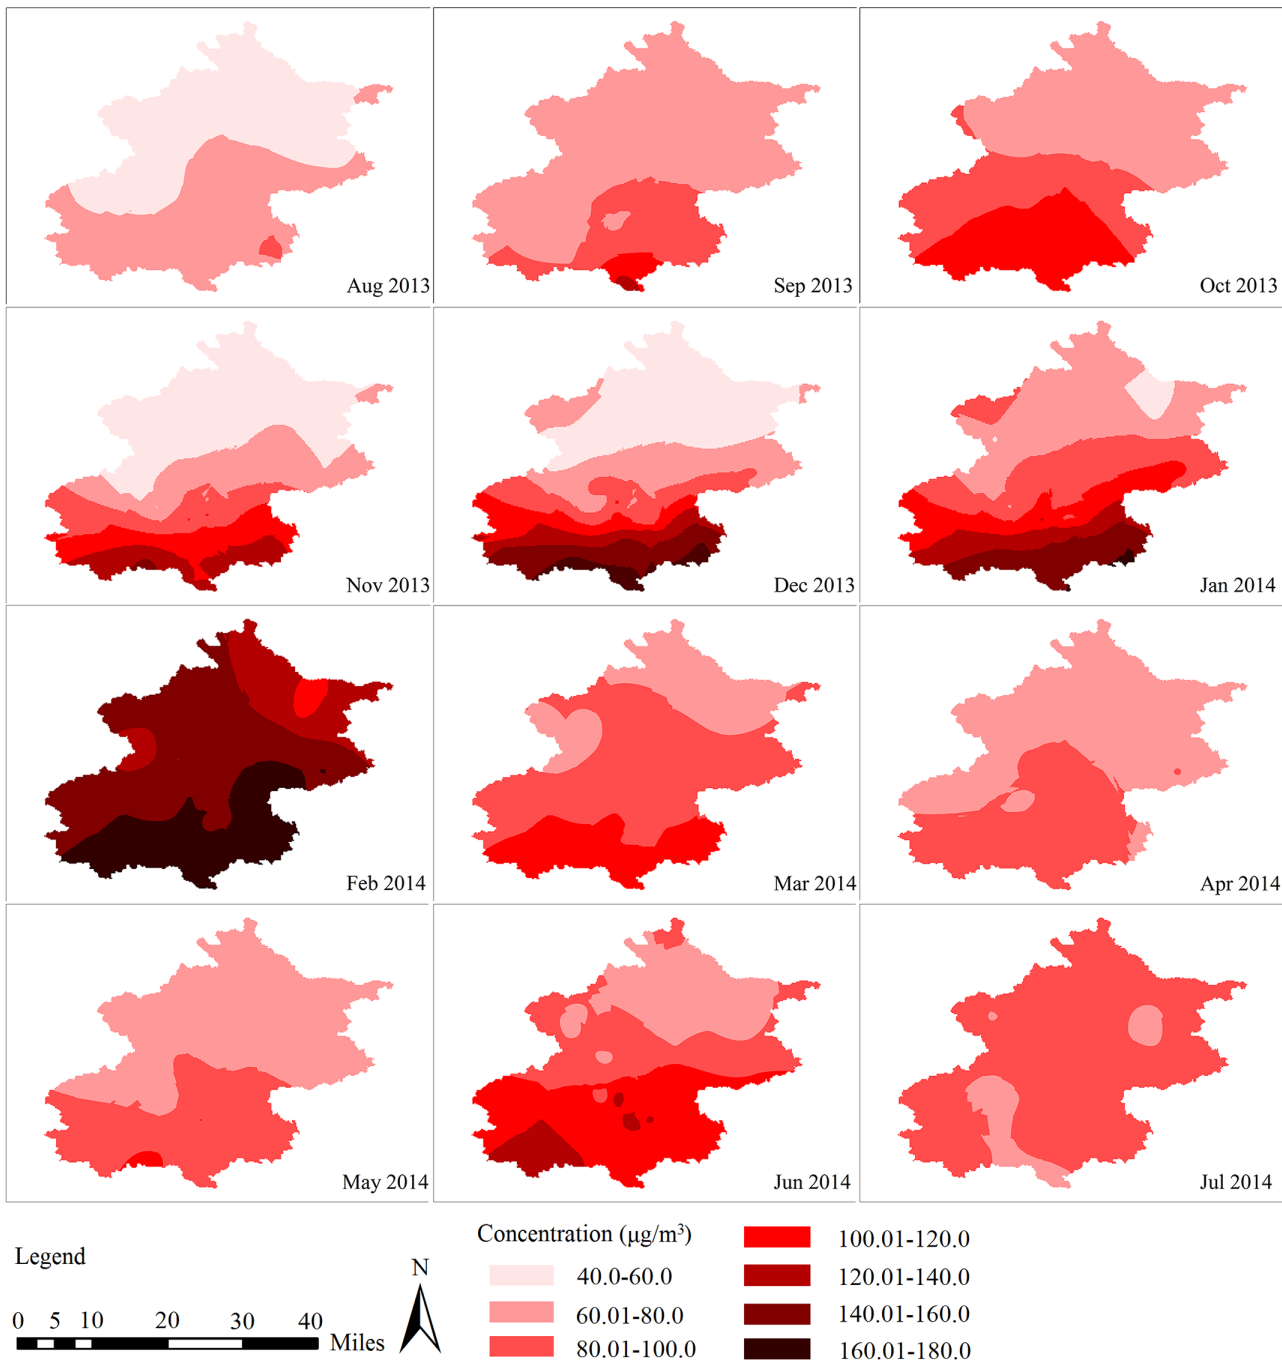 Aug 2013
Sep 2013
Oct 2013
Nov 2013
Dec 2013
Jan 2014
Feb 2014
Mar 2014
Apr 2014
May 2014
Jun 2014
Jul 2014
Legend
0 5 10 20 30 40 Miles
N
Concentration (μg/m³)
40.0-60.0
60.01-80.0
80.01-100.0
100.01-120.0
120.01-140.0
140.01-160.0
160.01-180.0